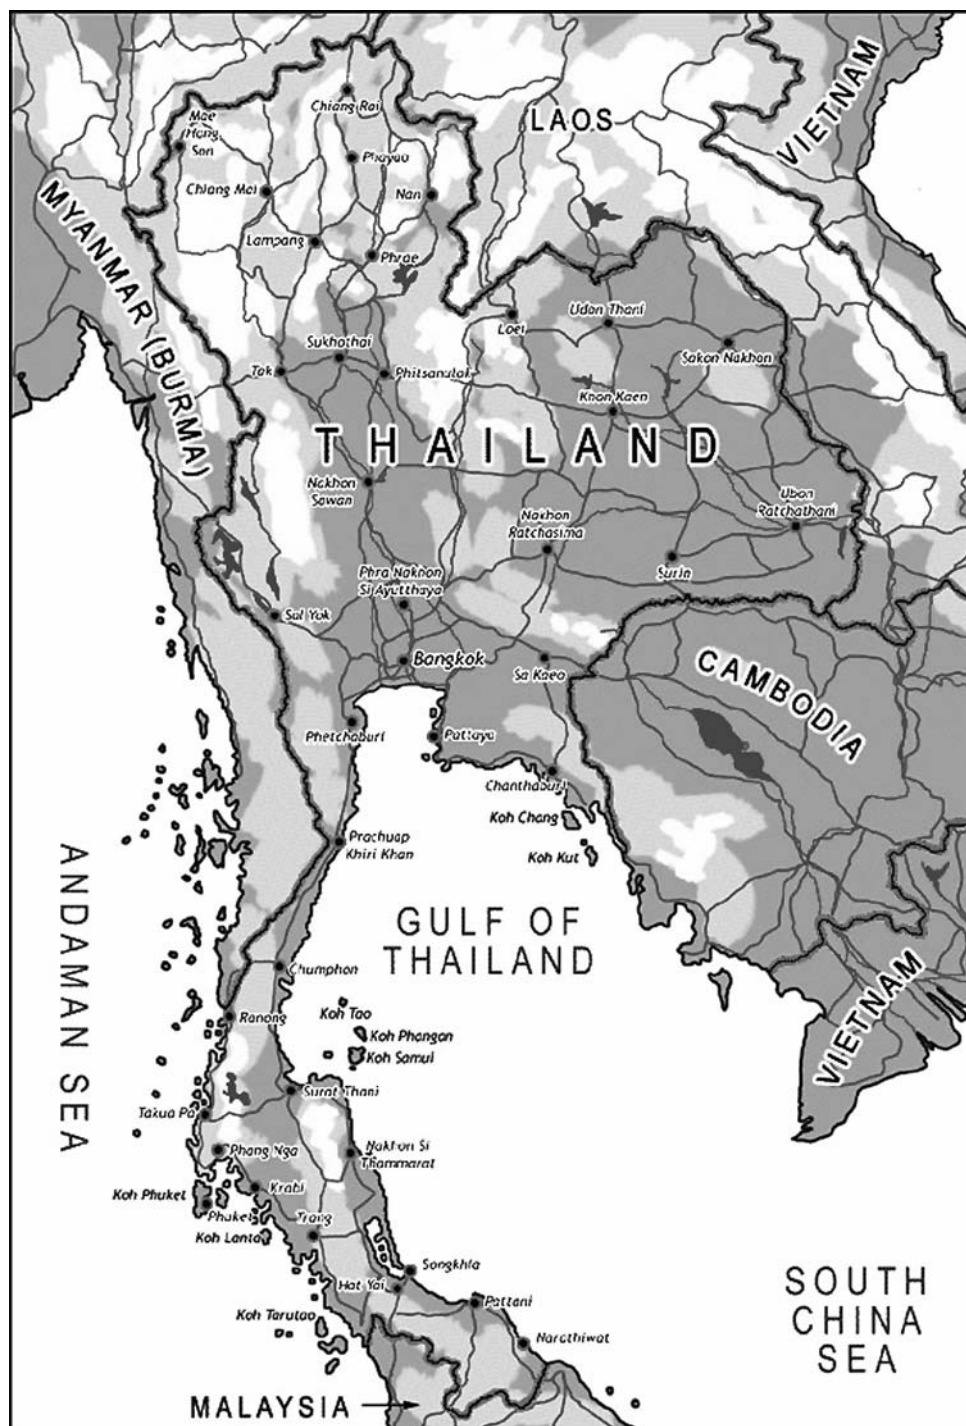 Chiang Rai
LAOS
VIETNAM
Mae
Hong
Son
Phayao
Chiang Mai
Nan
MYANMAR (BURMA)
Lampang
Phrae
Udon Thani
Loei
Sukhothai
Sakon Nakhon
Tak
Phitsanulok
Khon Kaen
THAILAND
Nakhon
Sawan
Ubon
Ratchathani
Nakhon
Ratchasima
Phra Nakhon
Si Ayutthaya
Surin
Sai Yok
Bangkok
Sa Kaeo
CAMBODIA
Phetchaburi
Pattaya
Chanthaburi
Koh Chang
Koh Kut
Prachuap
Khiri Khan
ANDAMAN SEA
GULF OF
THAILAND
Chumphon
Ranong
Koh Tao
Koh Phangan
Koh Samui
VIETNAM
Surat Thani
Takua Pa
Phang Nga
Nakhon Si
Thammarat
Koh Phuket
Krabi
Phuket
Trang
Koh Lanta
Songkhla
Hat Yai
Pattani
Koh Tarutao
Narathiwat
SOUTH
CHINA
SEA
MALAYSIA